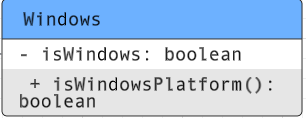 Windows
- isWindows: boolean
+ isWindowsPlatform():
boolean